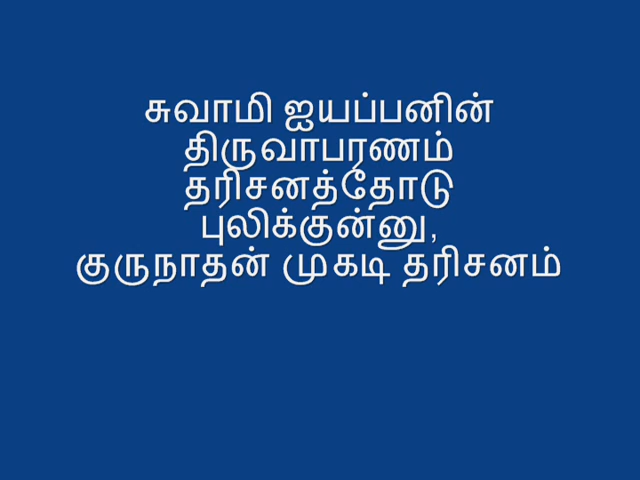 சுவாமி ஐயப்பனின்
திருவாபரணம்
தரிசனத்தோடு
புலிக்குன்னு,
குருநாதன் முகடி தரிசனம்